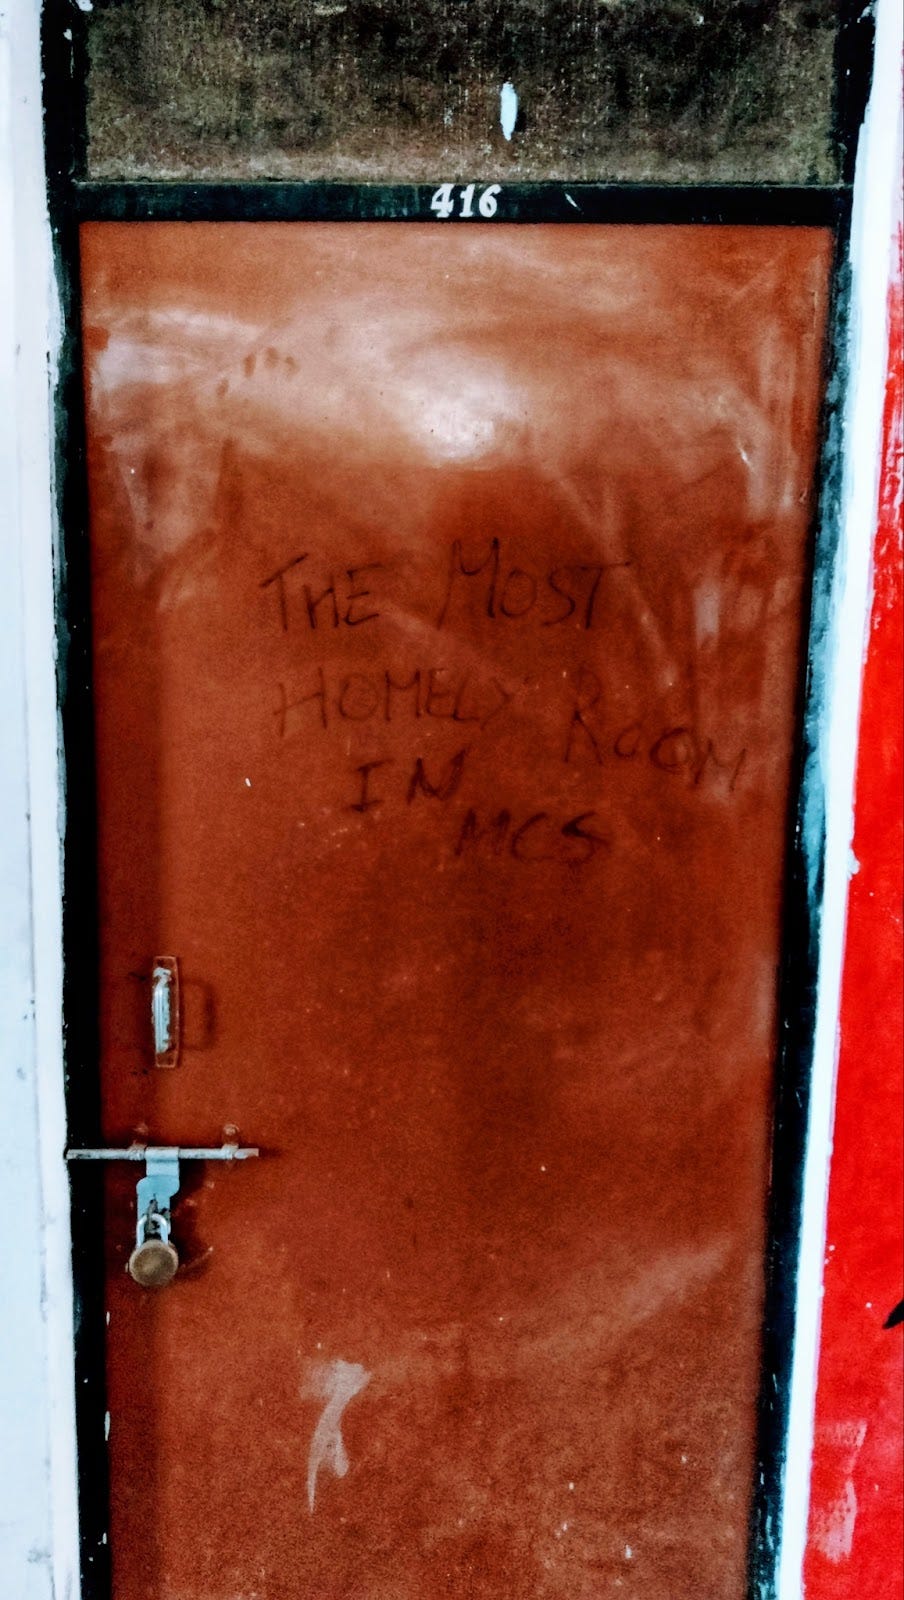 416
THE MOST
HOMELY ROOM
IN
MCS